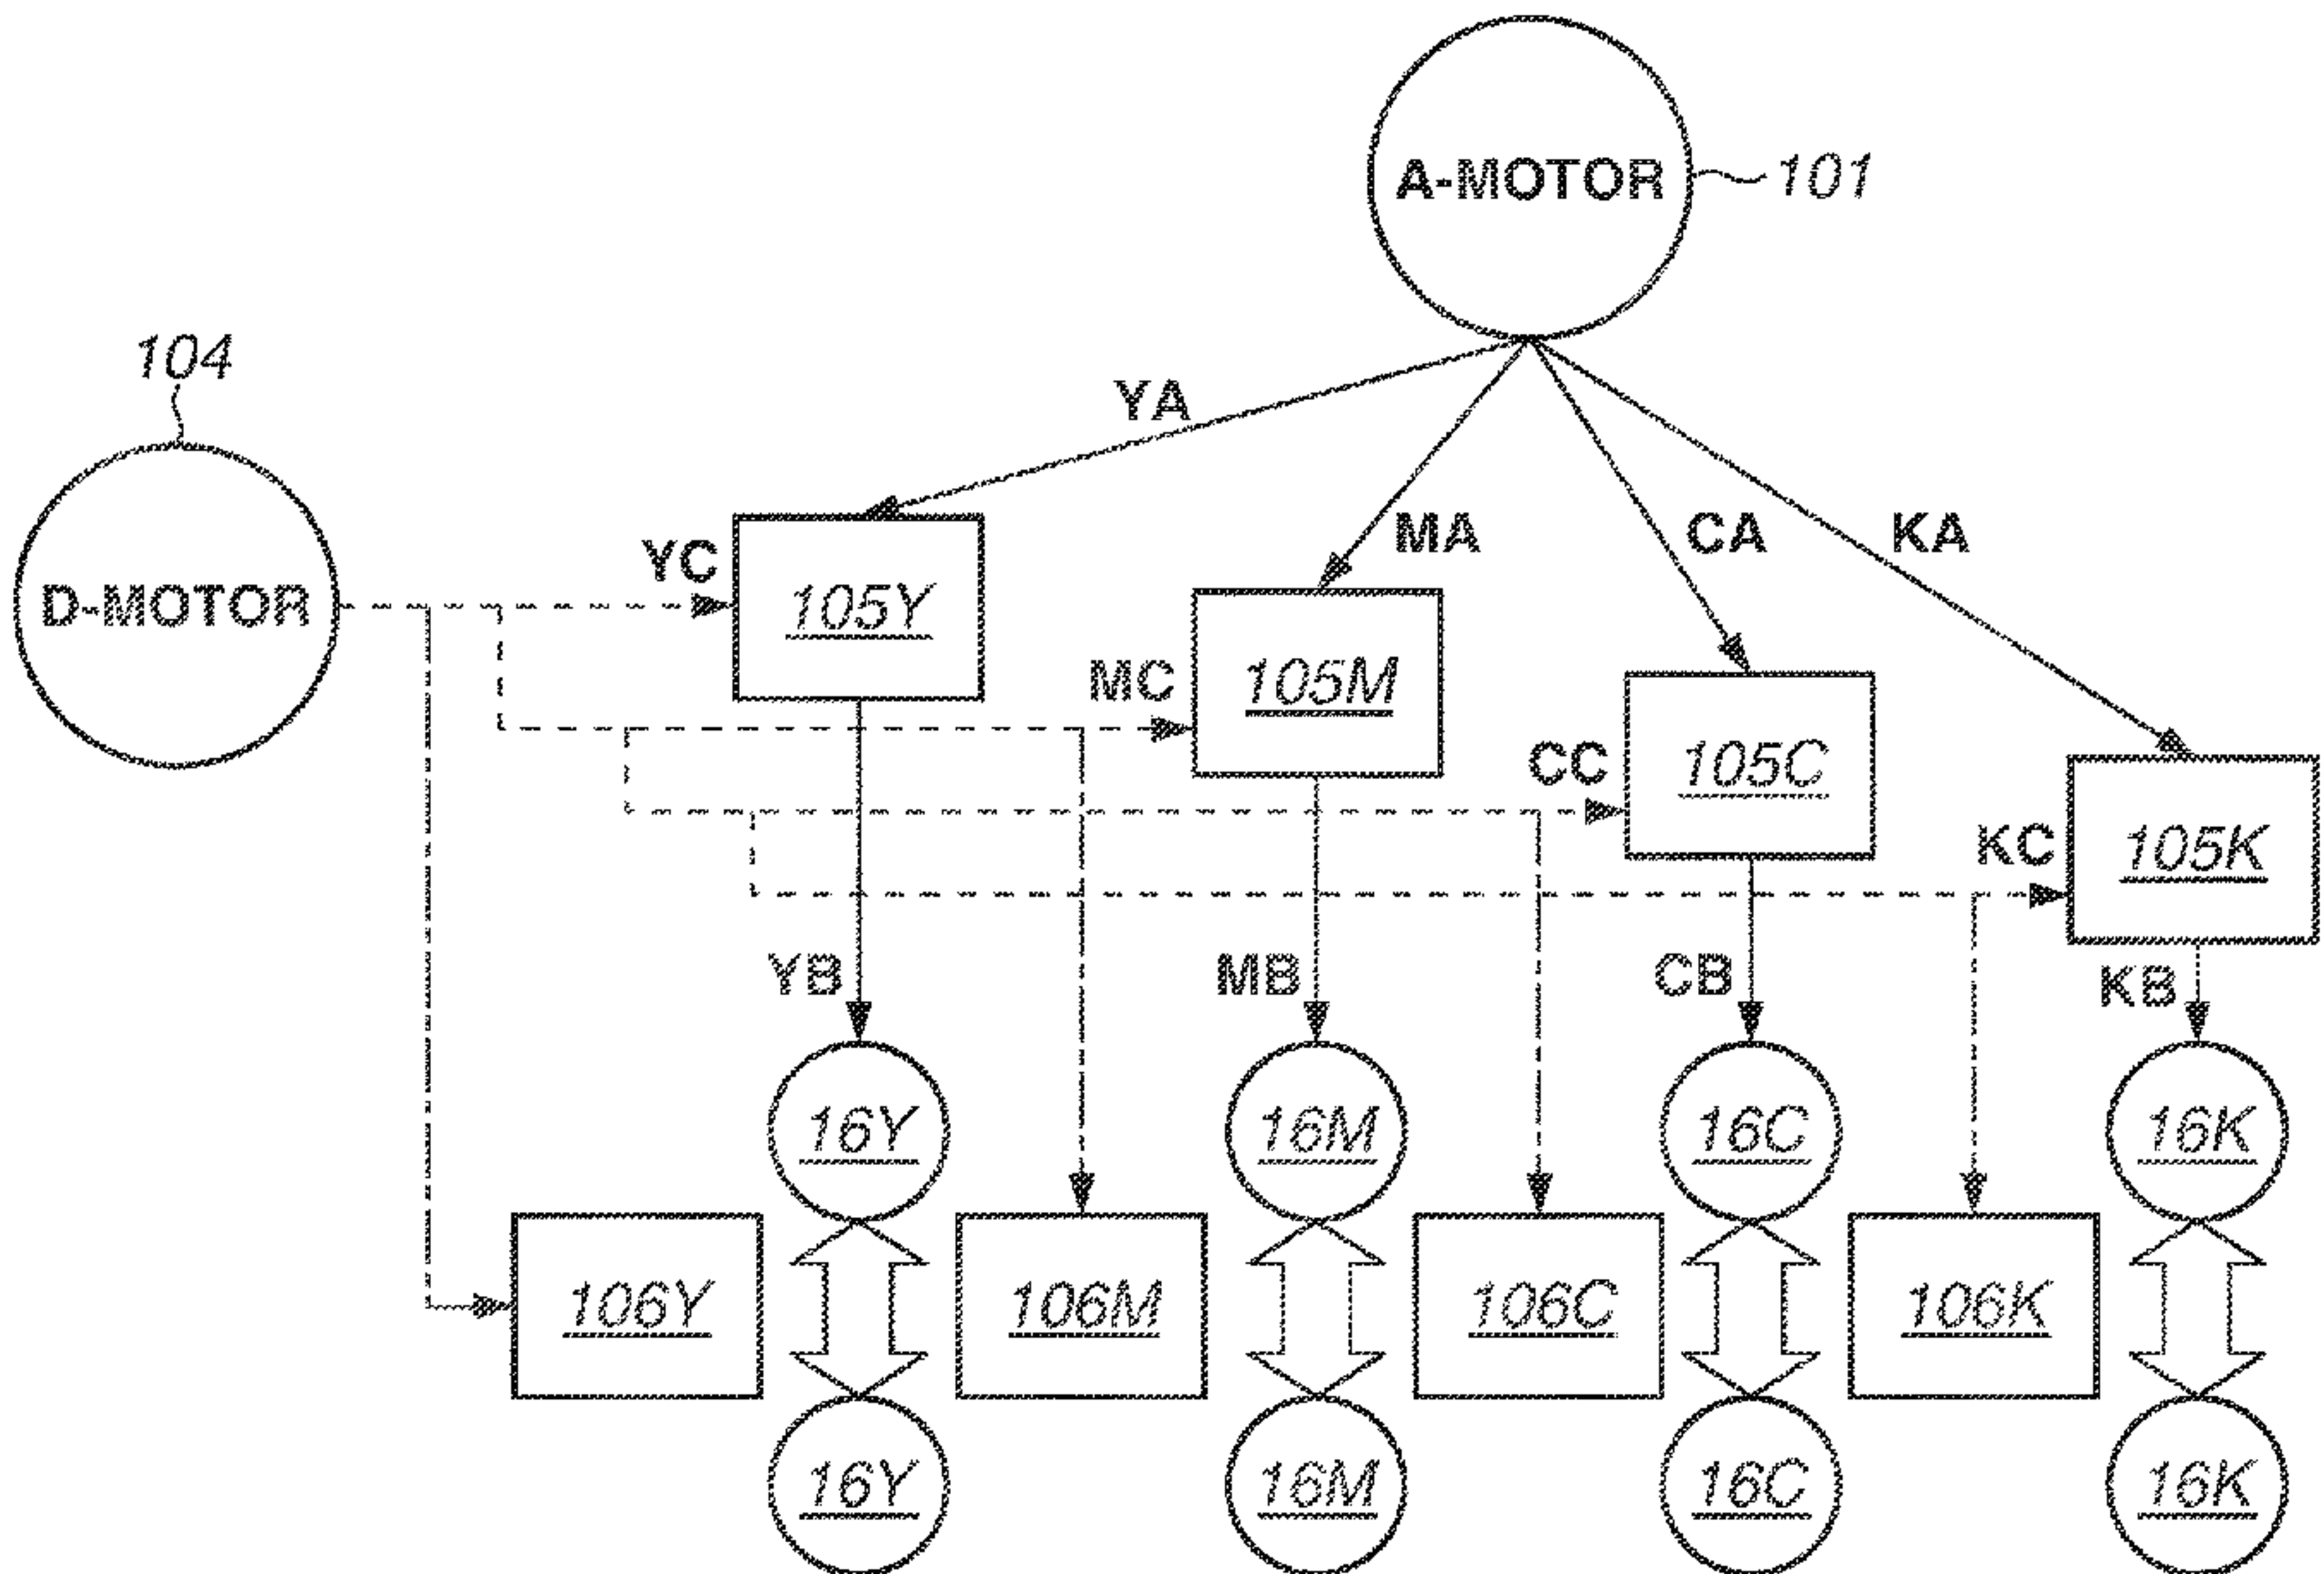 A-MOTOR
101
104
D-MOTOR
YA
MA
CA
KA
YC
105Y
MC
105M
CC
105C
KC
105K
YB
MB
CB
KB
16Y
16M
16C
16K
106Y
106M
106C
106K
16Y
16M
16C
16K